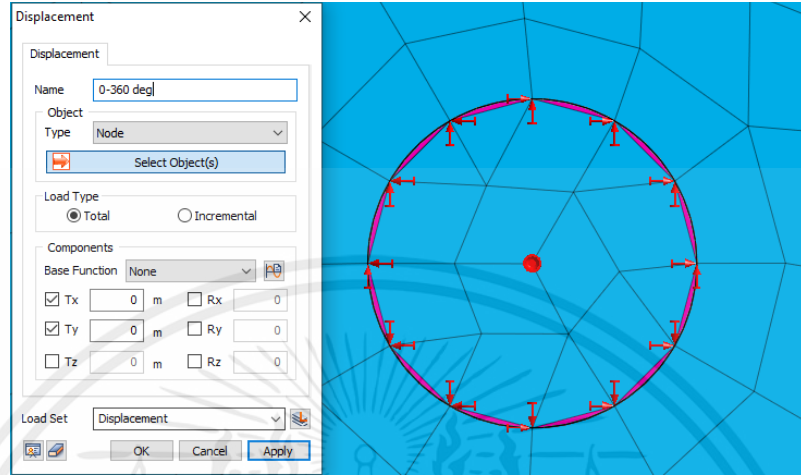 Displacement
Displacement
Name 0-360 deg
Object
Type Node
Select Object(s)
Load Type
Total Incremental
Components
Base Function None
Tx 0 m Rx 0
Ty 0 m Ry 0
Tz 0 m Rz 0
Load Set Displacement
OK Cancel Apply